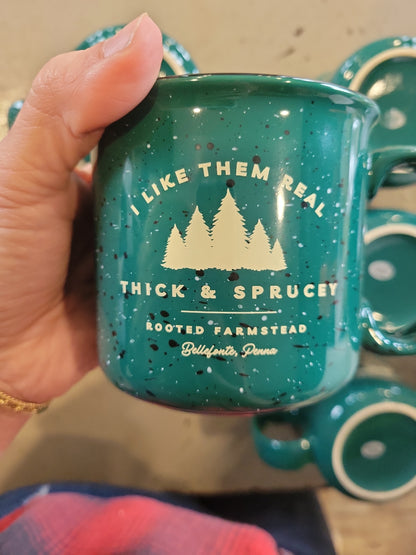 I LIKE THEM REAL
THICK & SPRUCEY
ROOTED FARMSTEAD
Bellefonte, Penna